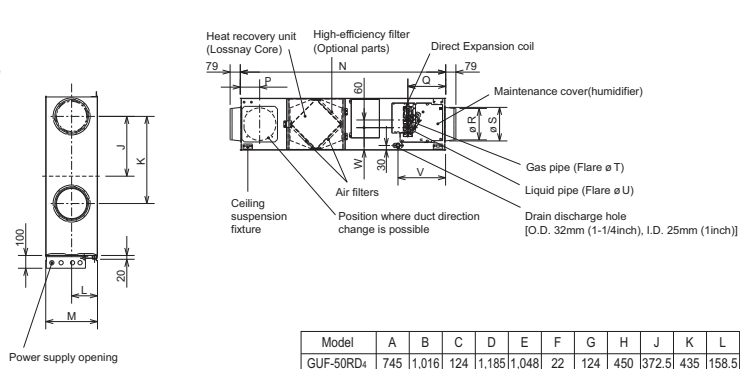 Heat recovery unit
(Lossnay Core)
High-efficiency filter
(Optional parts)
Direct Expansion coil
79
N
79
P
60
Q
Maintenance cover(humidifier)
ø R
ø S
J
K
W
30
V
Gas pipe (Flare ø T)
Liquid pipe (Flare ø U)
Air filters
Ceiling
suspension
fixture
Position where duct direction
change is possible
Drain discharge hole
[O.D. 32mm (1-1/4inch), I.D. 25mm (1inch)]
100
20
L
M
Power supply opening
Model A B C D E F G H J K L
GUF-50RD4 745 1,016 124 1,185 1,048 22 124 450 372.5 435 158.5